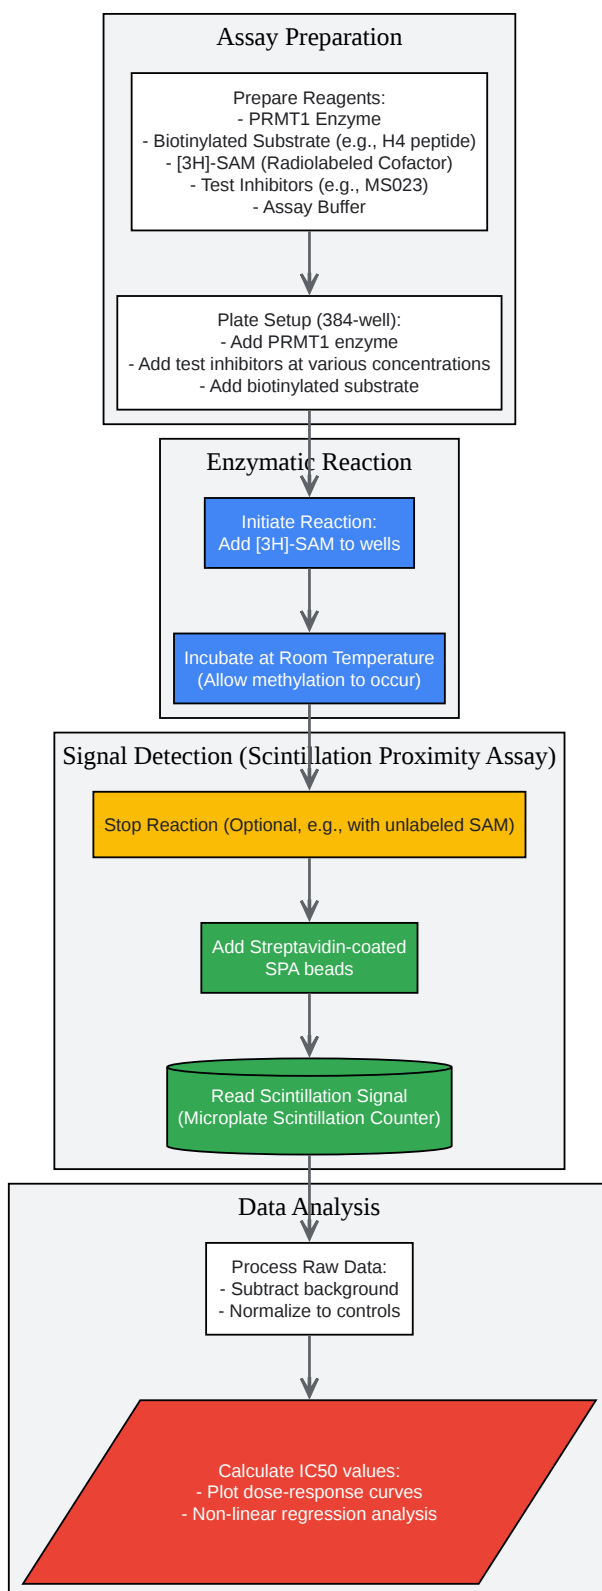 Assay Preparation
Prepare Reagents:
- PRMT1 Enzyme
- Biotinylated Substrate (e.g., H4 peptide)
- [3H]-SAM (Radiolabeled Cofactor)
- Test Inhibitors (e.g., MS023)
- Assay Buffer
Plate Setup (384-well):
- Add PRMT1 enzyme
- Add test inhibitors at various concentrations
- Add biotinylated substrate
Enzymatic Reaction
Initiate Reaction:
Add [3H]-SAM to wells
Incubate at Room Temperature
(Allow methylation to occur)
Signal Detection (Scintillation Proximity Assay)
Stop Reaction (Optional, e.g., with unlabeled SAM)
Add Streptavidin-coated
SPA beads
Read Scintillation Signal
(Microplate Scintillation Counter)
Data Analysis
Process Raw Data:
- Subtract background
- Normalize to controls
Calculate IC50 values:
- Plot dose-response curves
- Non-linear regression analysis